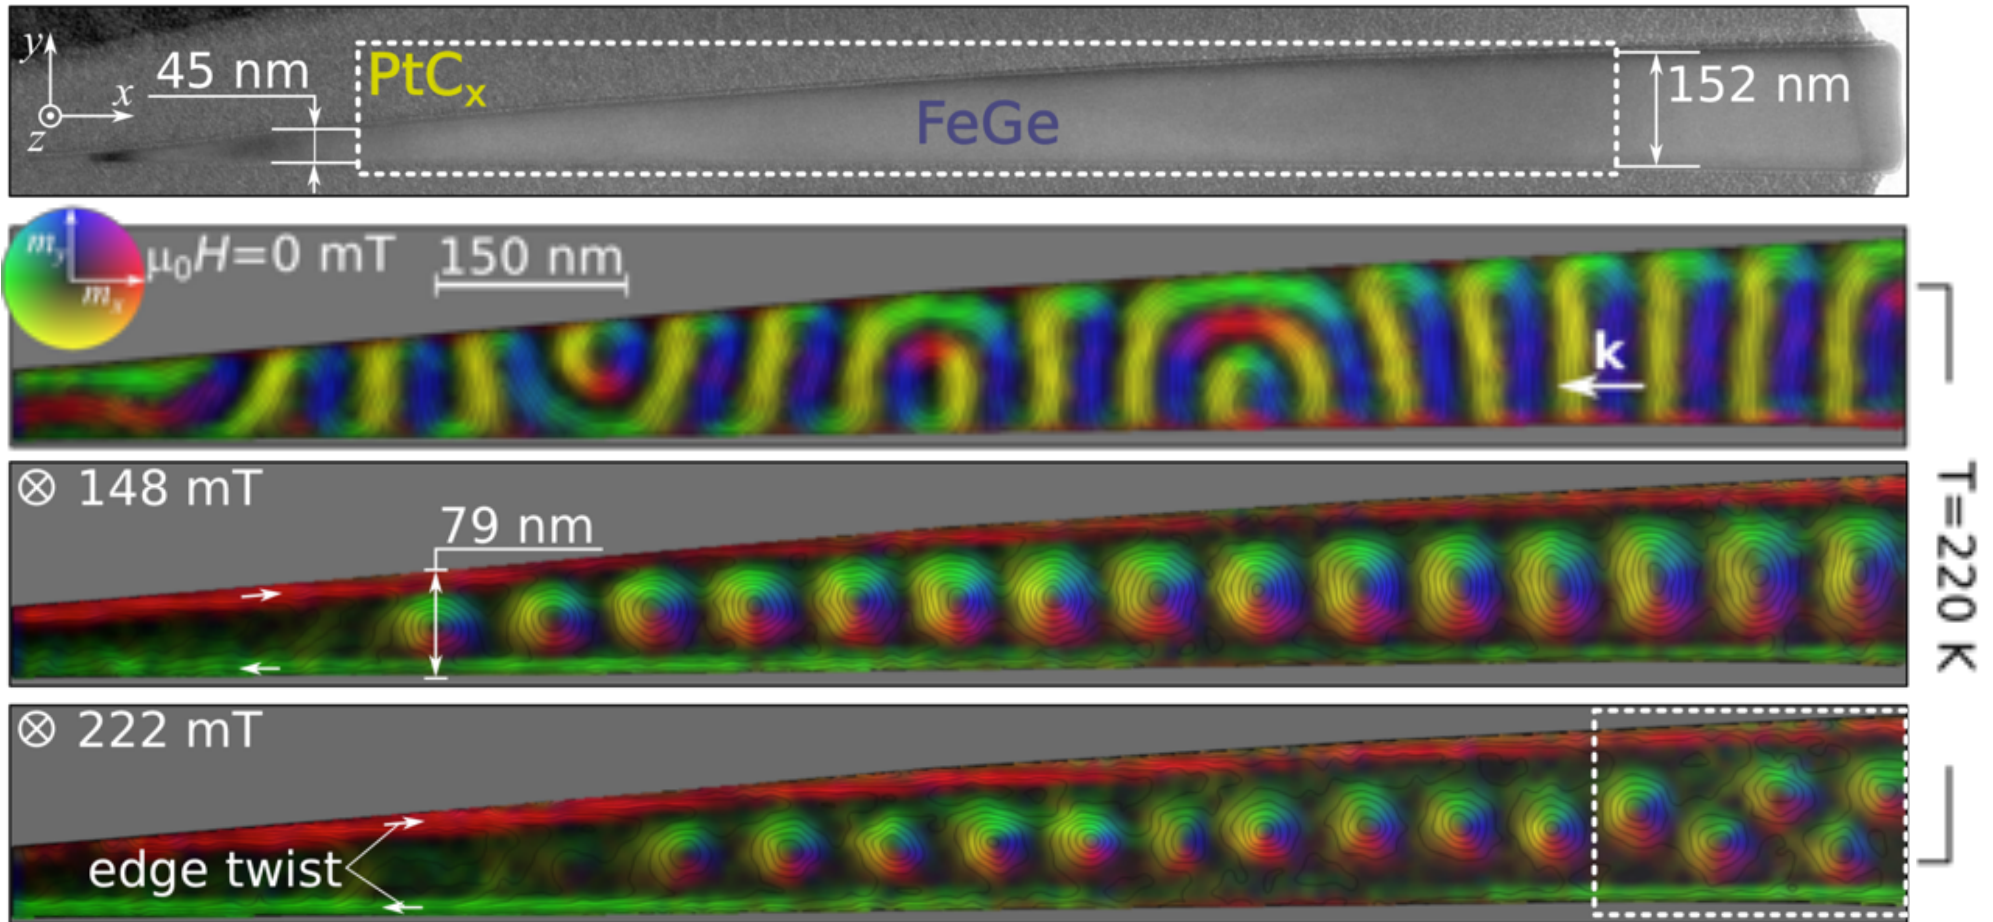 y
45 nm
PtCx
x
z
FeGe
152 nm
my
mx
μ0H=0 mT
150 nm
k
⊗ 148 mT
79 nm
T=220 K
⊗ 222 mT
edge twist